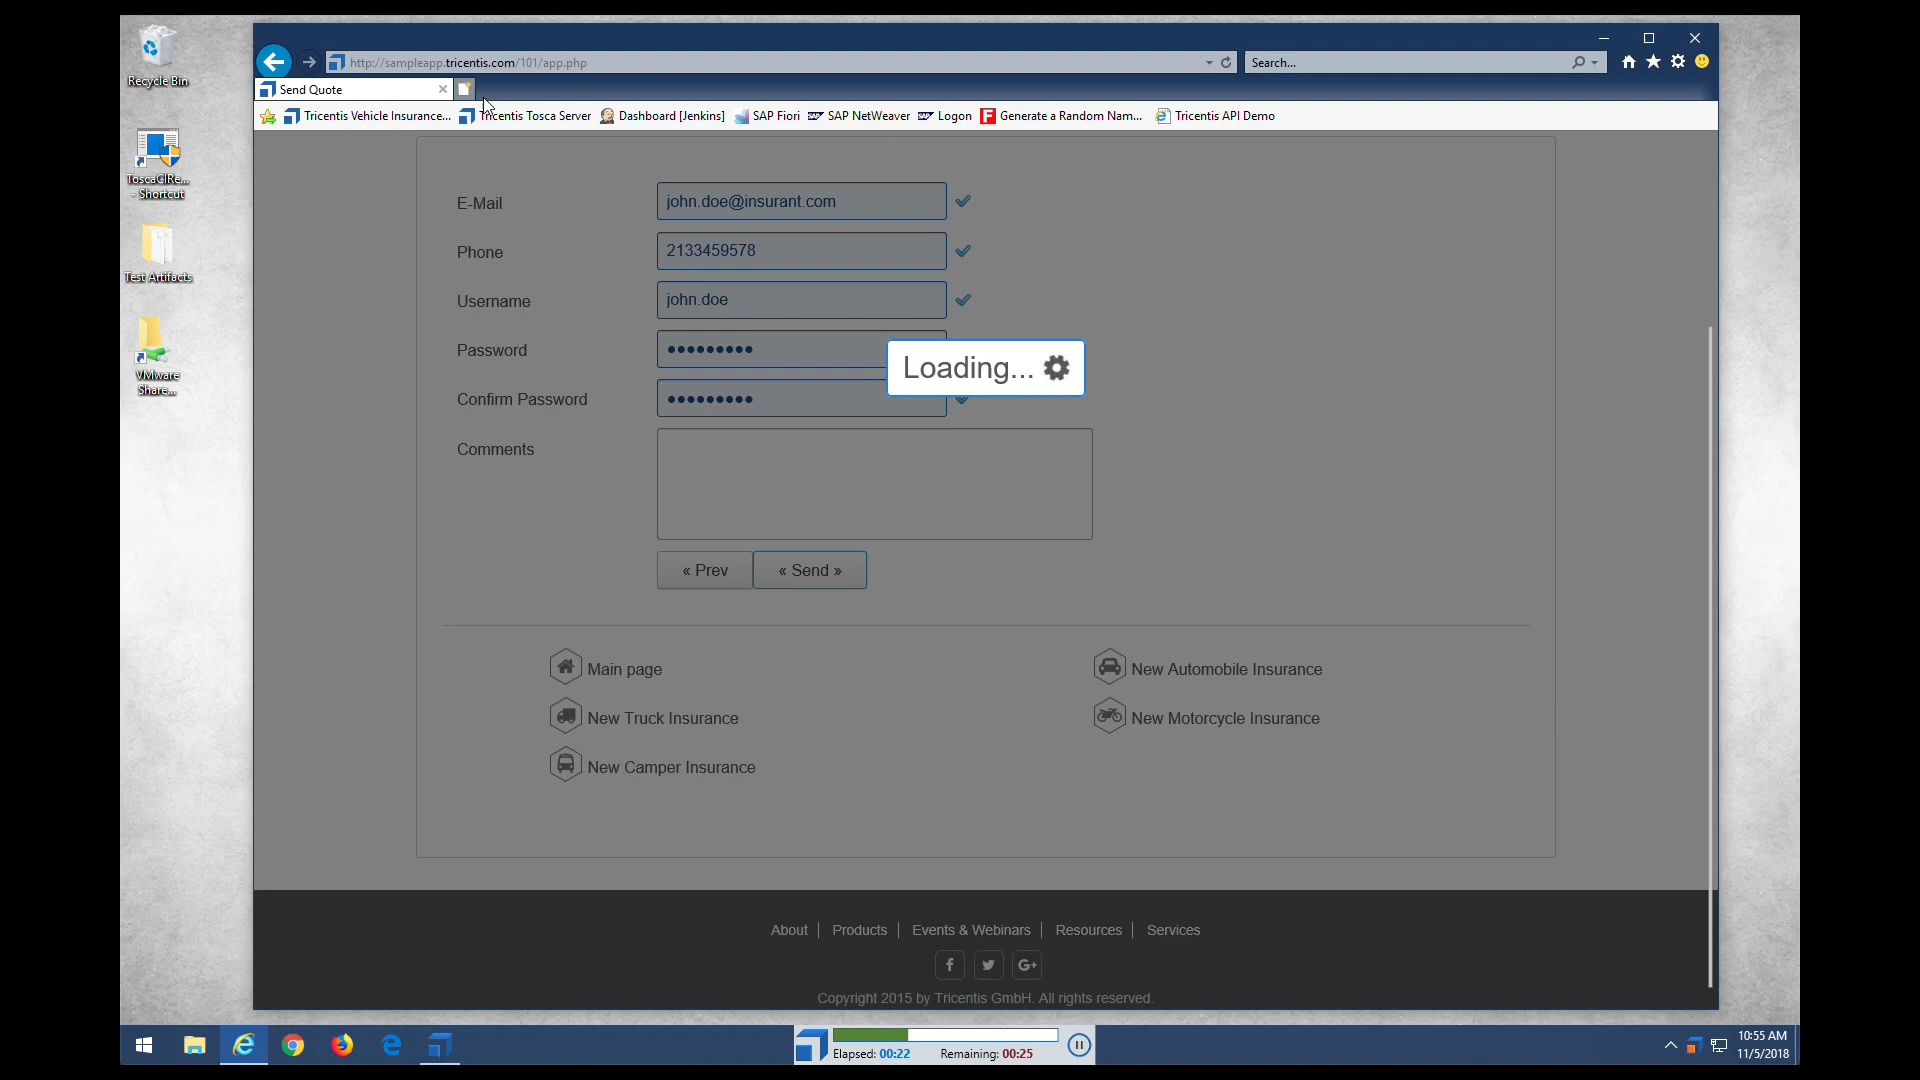 Recycle Bin
ToscaCIRe...
- Shortcut
Test Artifacts
VMware
Share...
http://sampleapp.tricentis.com/101/app.php
Search...
Send Quote
Tricentis Vehicle Insurance... Tricentis Tosca Server Dashboard [Jenkins] SAP Fiori SAP NetWeaver Logon Generate a Random Nam... Tricentis API Demo
E-Mail john.doe@insurant.com
Phone 2133459578
Username john.doe
Password •••••••••
Loading...
Confirm Password •••••••••
Comments
« Prev « Send »
Main page New Automobile Insurance
New Truck Insurance New Motorcycle Insurance
New Camper Insurance
About | Products | Events & Webinars | Resources | Services
f G+
Copyright 2015 by Tricentis GmbH. All rights reserved.
Elapsed: 00:22 Remaining: 00:25
10:55 AM
11/5/2018